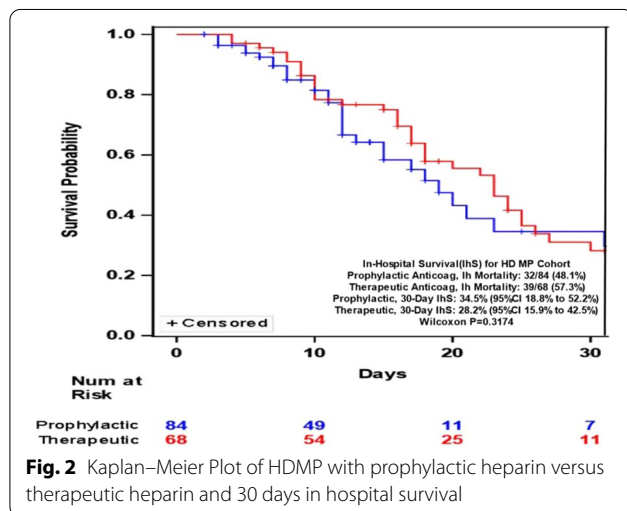 1.0
0.8
0.6
0.4
0.2
0.0
Survival Probability
In-Hospital Survival(IhS) for HD MP Cohort
Prophylactic Anticoag, Ih Mortality: 32/84 (48.1%)
Therapeutic Anticoag, Ih Mortality: 39/68 (57.3%)
Prophylactic, 30-Day IhS: 34.5% (95%CI 18.8% to 52.2%)
Therapeutic, 30-Day IhS: 28.2% (95%CI 15.9% to 42.5%)
Wilcoxon P=0.3174
+ Censored
0 10 20 30
Days
Num at
Risk
Prophylactic 84 49 11 7
Therapeutic 68 54 25 11
Fig. 2 Kaplan–Meier Plot of HDMP with prophylactic heparin versus
therapeutic heparin and 30 days in hospital survival